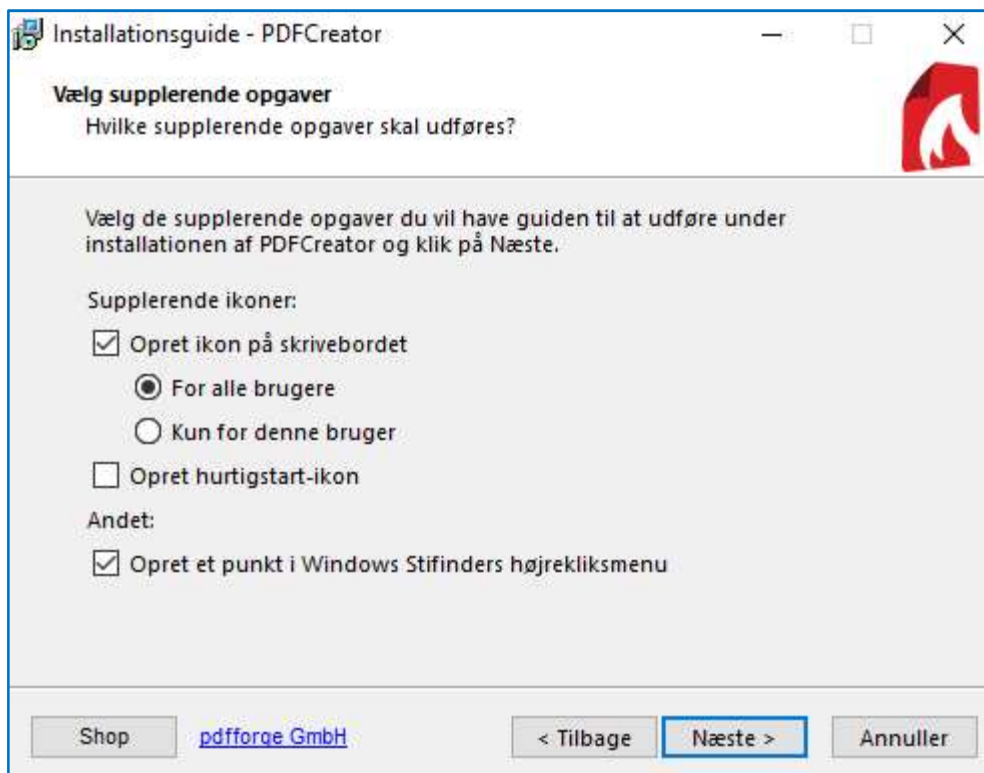 Installationsguide - PDFCreator
Vælg supplerende opgaver
Hvilke supplerende opgaver skal udføres?
Vælg de supplerende opgaver du vil have guiden til at udføre under
installationen af PDFCreator og klik på Næste.
Supplerende ikoner:
Opret ikon på skrivebordet
For alle brugere
Kun for denne bruger
Opret hurtigstart-ikon
Andet:
Opret et punkt i Windows Stifinders højrekliksmenu
Shop pdfforge GmbH < Tilbage Næste > Annuller